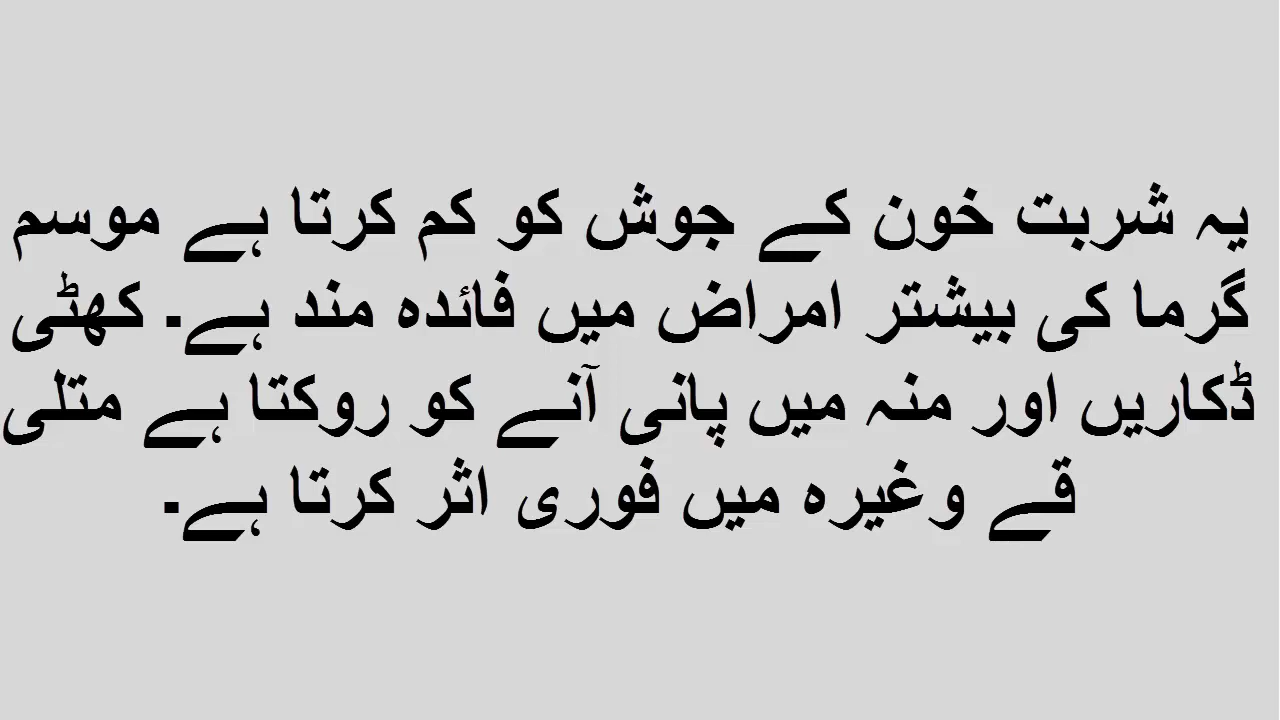 یہ شربت خون کے جوش کو کم کرتا ہے موسم
گرما کی بیشتر امراض میں فائدہ مند ہے۔ کھٹی
ڈکاریں اور منہ میں پانی آنے کو روکتا ہے متلی
قے وغیرہ میں فوری اثر کرتا ہے۔